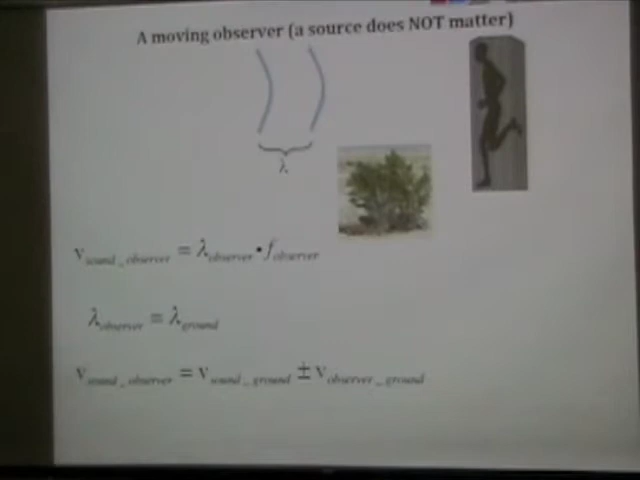 A moving observer (a source does NOT matter)
λ
v_sound_observer = λ_observer • f_observer
λ_observer = λ_ground
v_sound_observer = v_sound_ground ± v_observer_ground